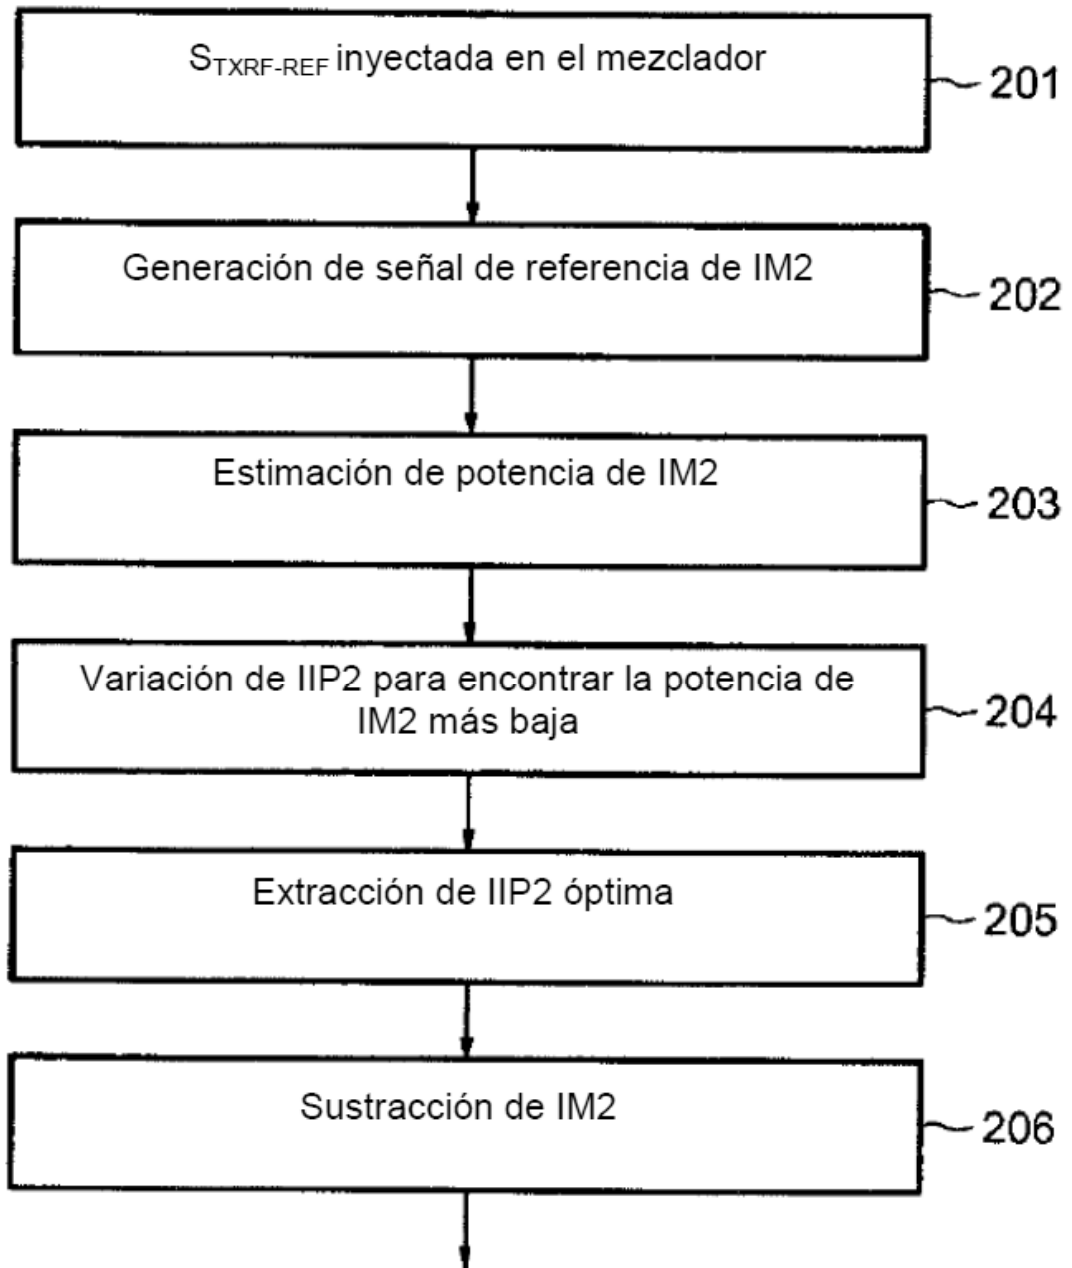 S_TXRF-REF inyectada en el mezclador
201
Generación de señal de referencia de IM2
202
Estimación de potencia de IM2
203
Variación de IIP2 para encontrar la potencia de
IM2 más baja
204
Extracción de IIP2 óptima
205
Sustracción de IM2
206